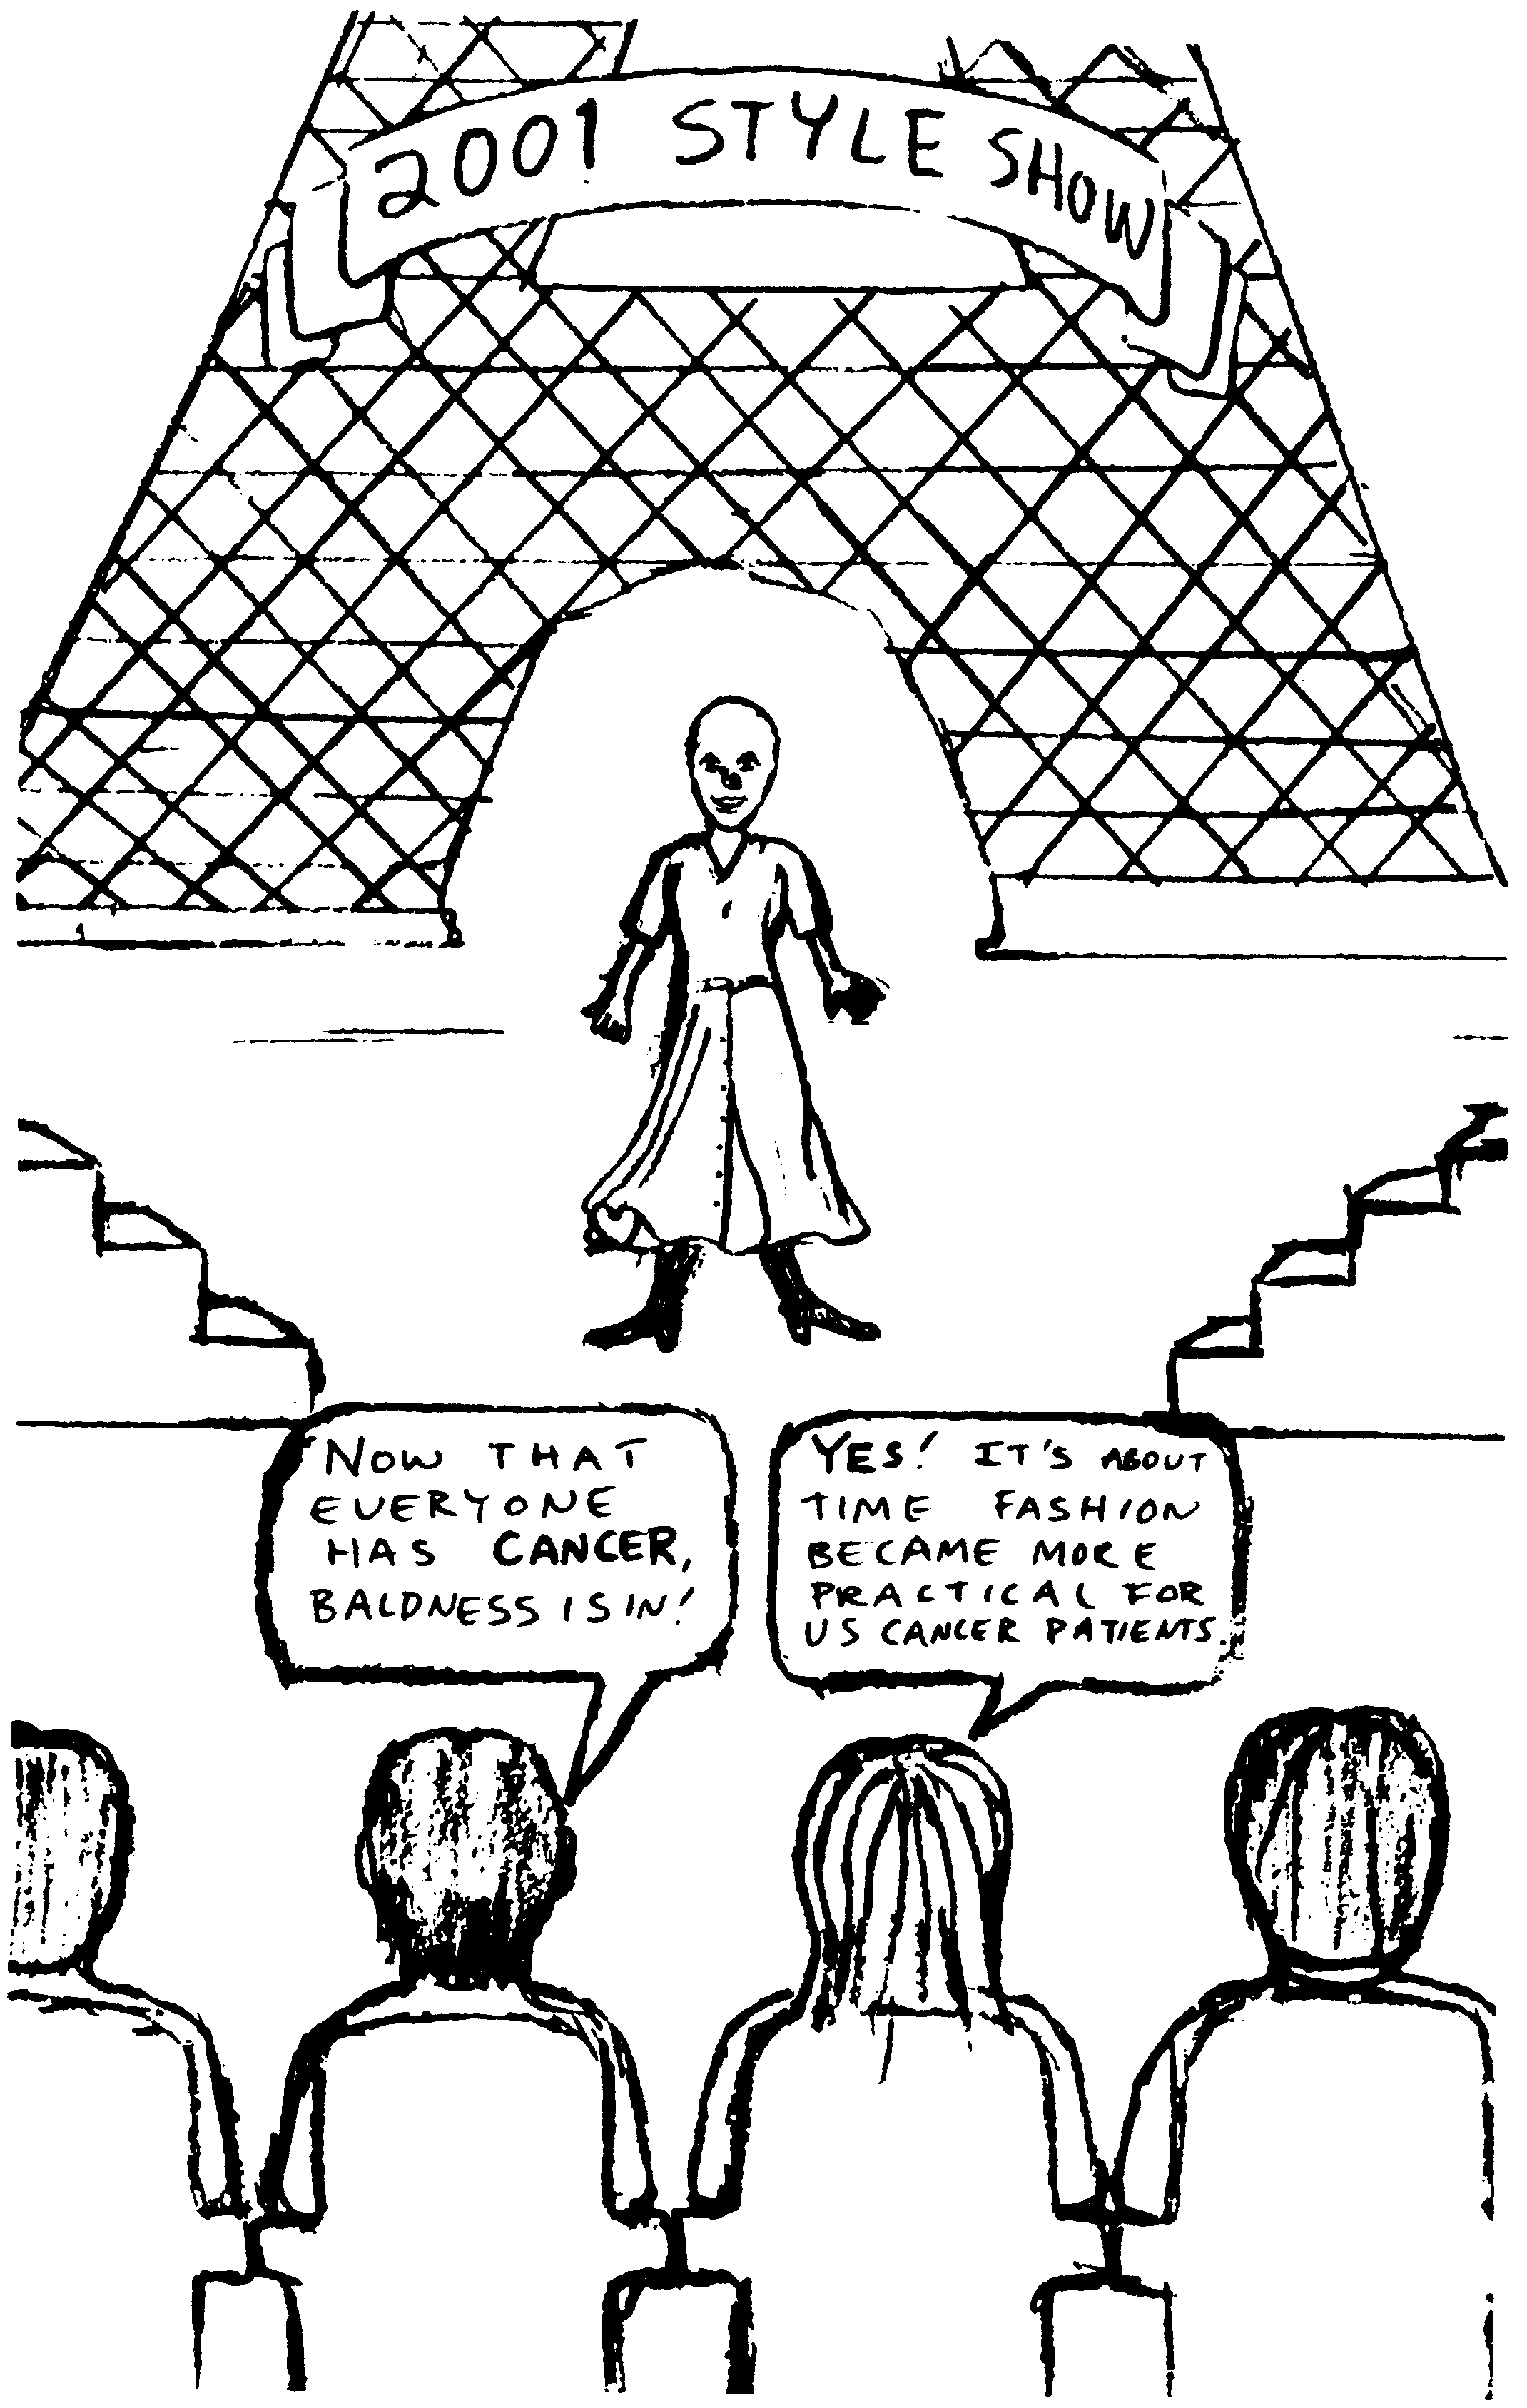 2001 STYLE SHOW
NOW THAT
EVERYONE
HAS CANCER,
BALDNESS IS IN!
YES! IT'S ABOUT
TIME FASHION
BECAME MORE
PRACTICAL FOR
US CANCER PATIENTS.